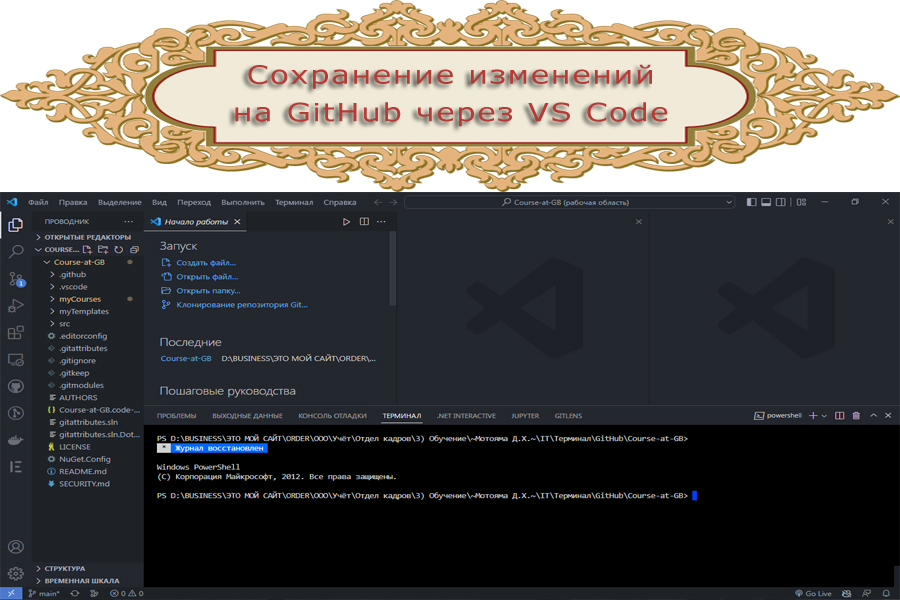 Сохранение изменений
на GitHub через VS Code
Файл Правка Выделение Вид Переход Выполнить Терминал Справка
Course-at-GB (рабочая область)
ПРОВОДНИК
ОТКРЫТЫЕ РЕДАКТОРЫ
COURSE...
Course-at-GB
.github
.vscode
myCourses
myTemplates
src
.editorconfig
.gitattributes
.gitignore
.gitkeep
.gitmodules
AUTHORS
Course-at-GB.code-...
gitattributes.sln
gitattributes.sln.Dot...
LICENSE
NuGet.Config
README.md
SECURITY.md
СТРУКТУРА
ВРЕМЕННАЯ ШКАЛА
1
Начало работы
Запуск
Создать файл...
Открыть файл...
Открыть папку...
Клонирование репозитория Git...
Последние
Course-at-GB D:\BUSINESS\ЭТО МОЙ САЙТ\ORDER\...
Пошаговые руководства
ПРОБЛЕМЫ ВЫХОДНЫЕ ДАННЫЕ КОНСОЛЬ ОТЛАДКИ ТЕРМИНАЛ .NET INTERACTIVE JUPYTER GITLENS
powershell
PS D:\BUSINESS\ЭТО МОЙ САЙТ\ORDER\ООО\Учёт\Отдел кадров\3) Обучение\~Мотояма Д.Х.~\IT\Терминал\GitHub\Course-at-GB>
* Журнал восстановлен
Windows PowerShell
(C) Корпорация Майкрософт, 2012. Все права защищены.
PS D:\BUSINESS\ЭТО МОЙ САЙТ\ORDER\ООО\Учёт\Отдел кадров\3) Обучение\~Мотояма Д.Х.~\IT\Терминал\GitHub\Course-at-GB>
main* 0 0 Go Live